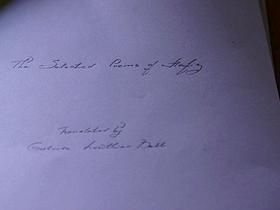 The Selected Poems of Hafiz
Translated by
Gertrude Lowthian Bell